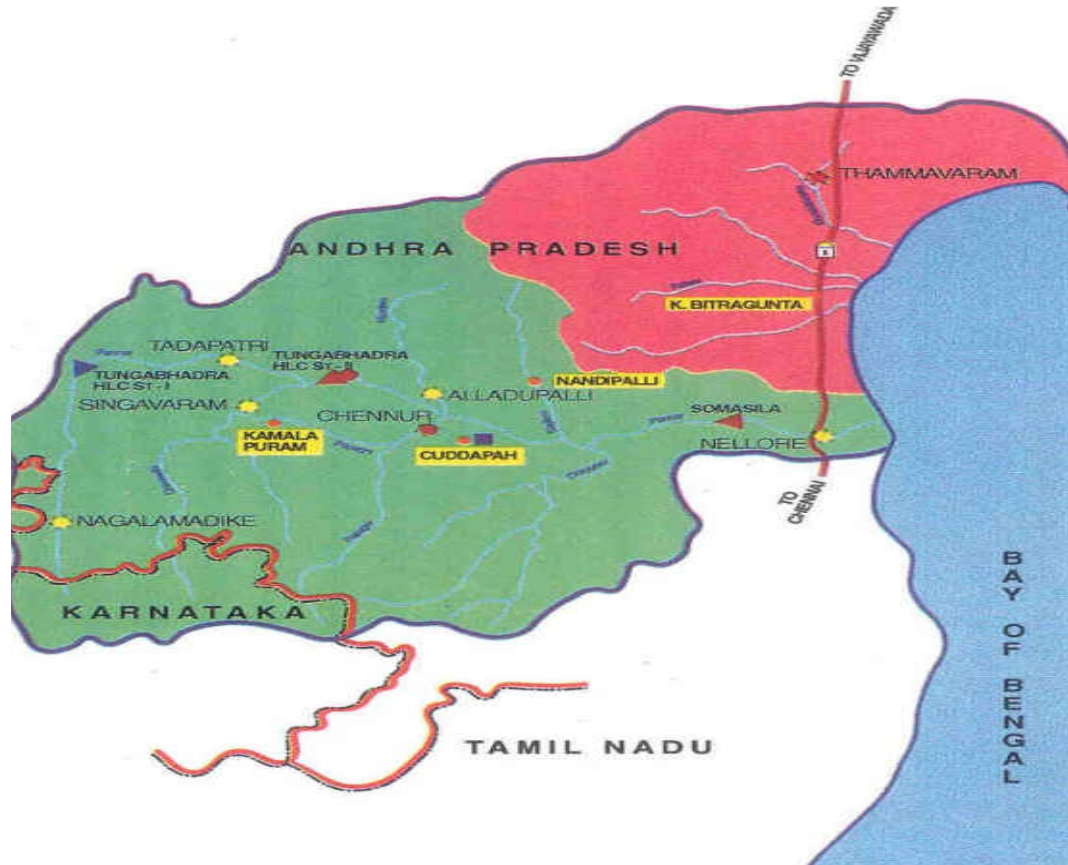 TO VIJAYAWADA
THAMMAVARAM
ANDHRA PRADESH
K. BITRAGUNTA
TADAPATRI
TUNGABHADRA
HLC ST - II
TUNGABHADRA
HLC ST - I
NANDIPALLI
ALLADUPALLI
SINGAVARAM
CHENNUR
SOMASILA
KAMALA
PURAM
CUDDAPAH
NELLORE
TO
CHENNAI
NAGALAMADIKE
KARNATAKA
TAMIL NADU
BAY OF BENGAL